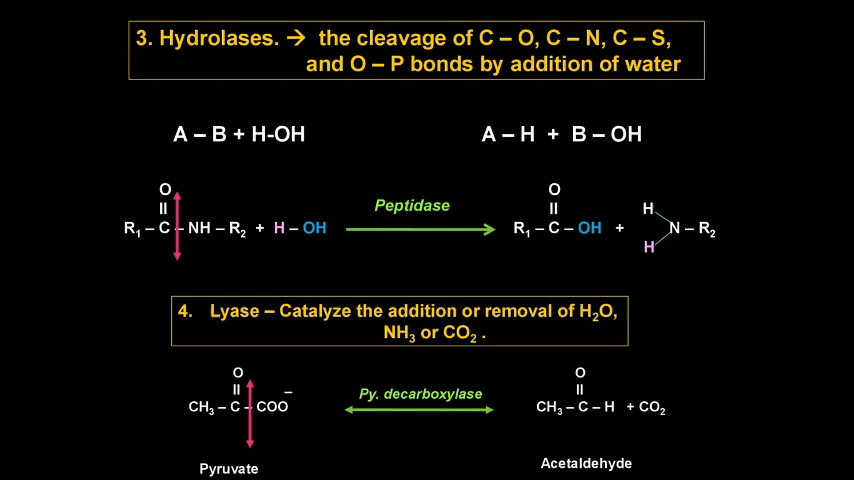 3. Hydrolases. → the cleavage of C – O, C – N, C – S,
and O – P bonds by addition of water
A – B + H-OH A – H + B – OH
O O
R₁ – C – NH – R₂ + H – OH Peptidase R₁ – C – OH + H H N – R₂
4. Lyase – Catalyze the addition or removal of H₂O,
NH₃ or CO₂ .
O O
CH₃ – C – COO⁻ Py. decarboxylase CH₃ – C – H + CO₂
Pyruvate Acetaldehyde